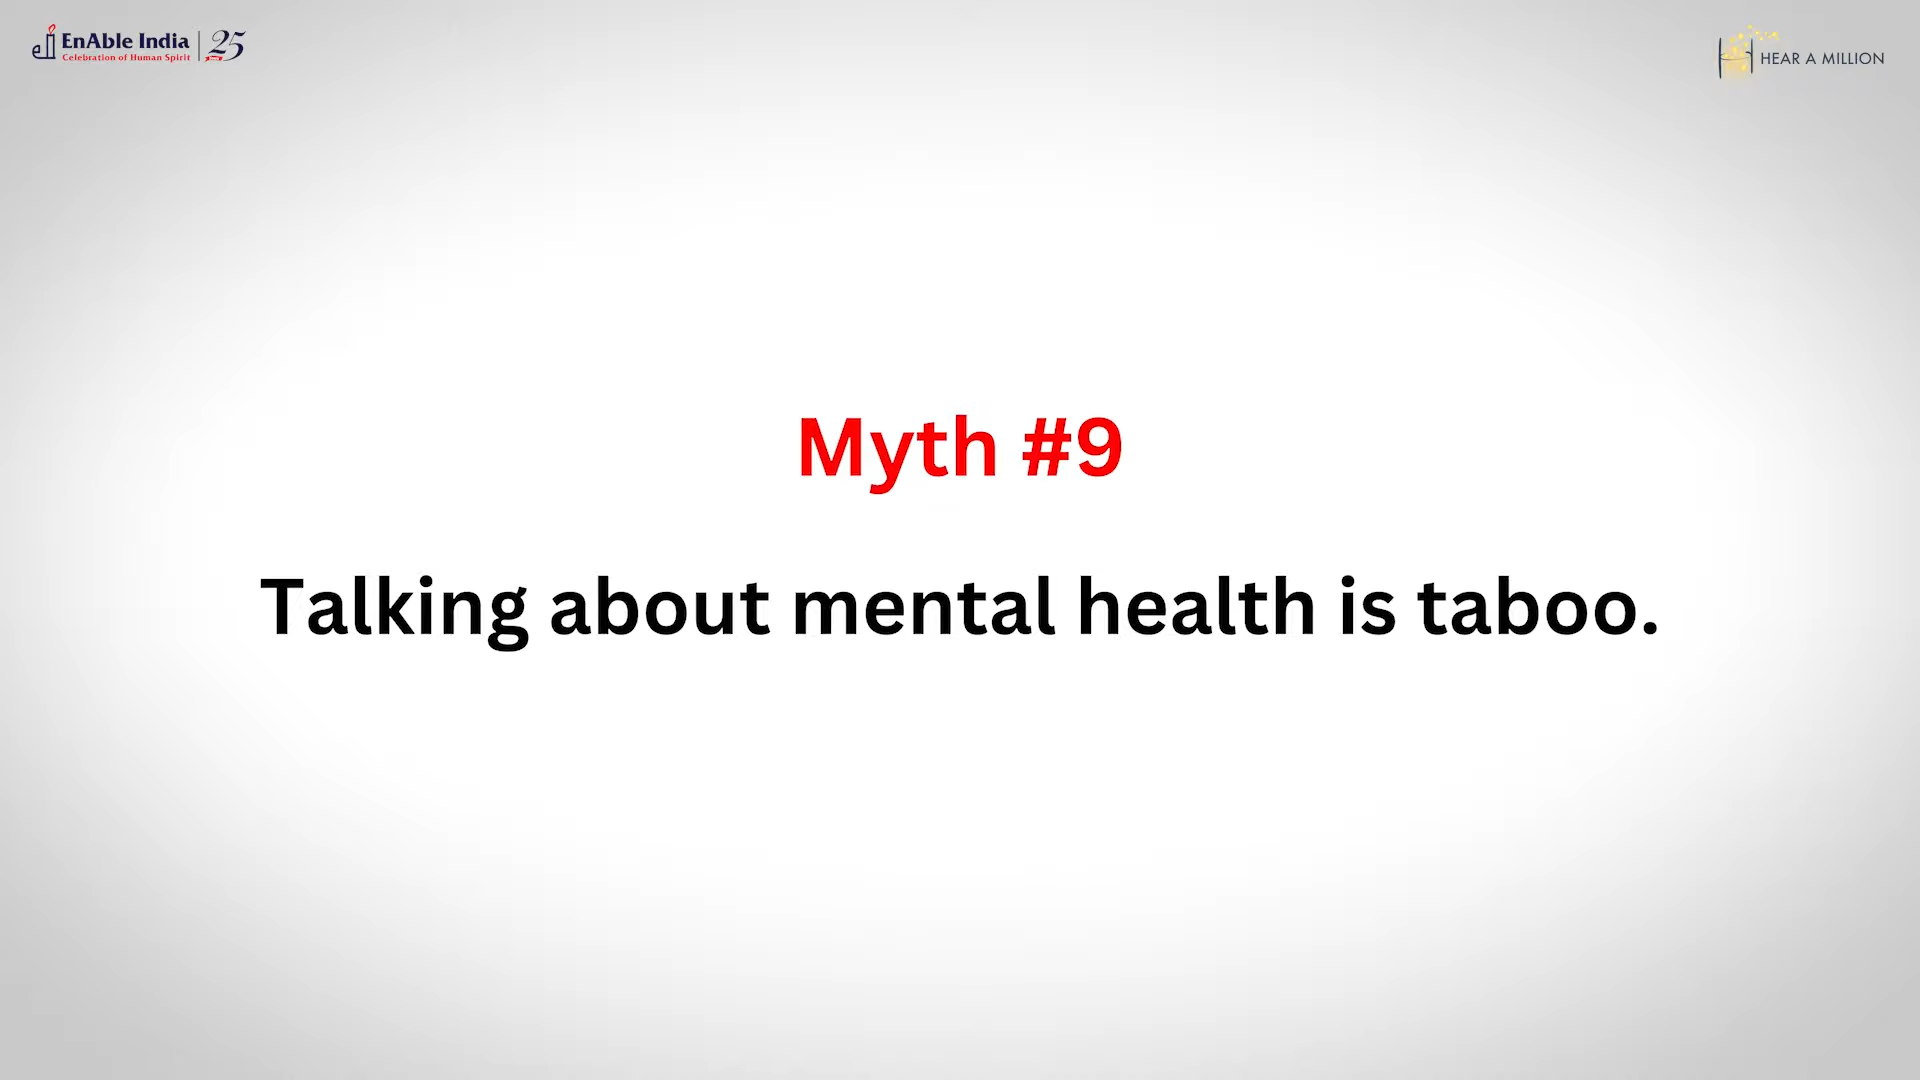 EnAble India
Celebration of Human Spirit
25
HEAR A MILLION
Myth #9
Talking about mental health is taboo.